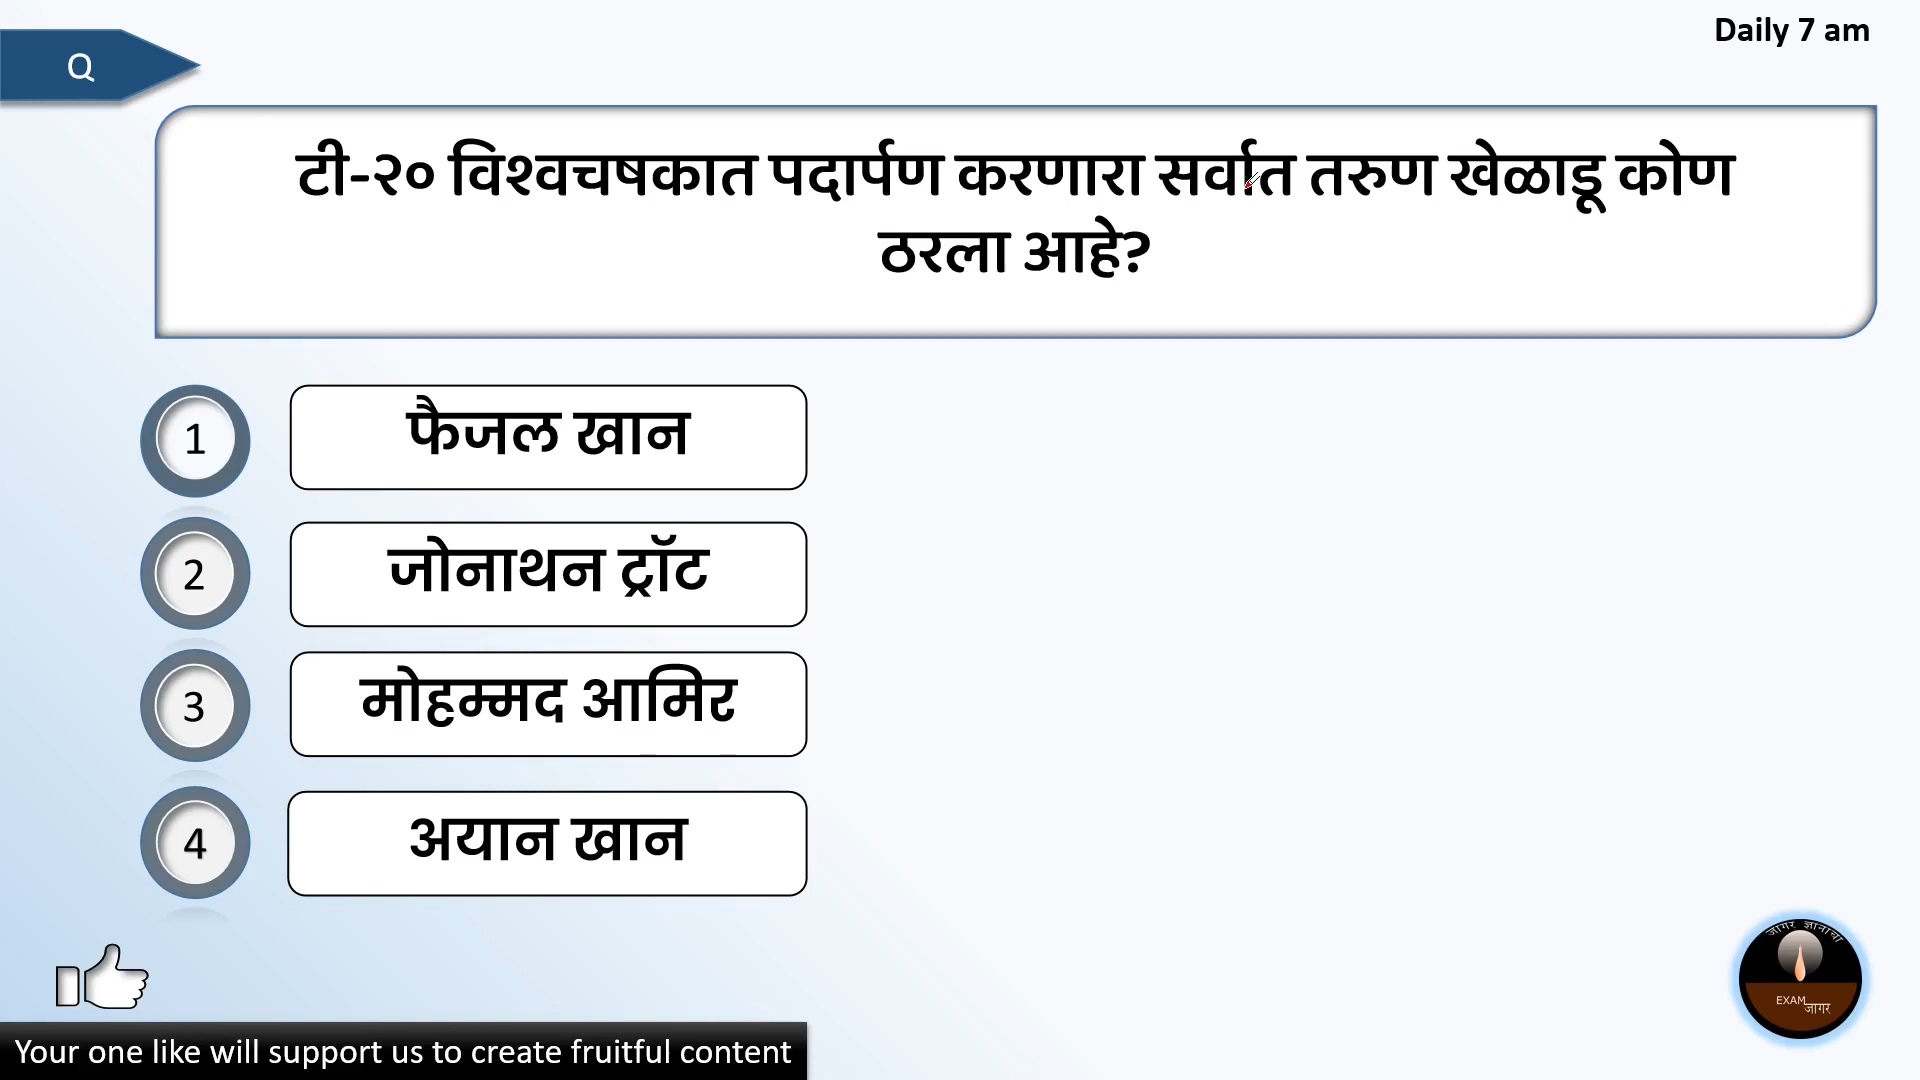 Daily 7 am
Q
टी-२० विश्वचषकात पदार्पण करणारा सर्वात तरुण खेळाडू कोण
ठरला आहे?
1 फैजल खान
2 जोनाथन ट्रॉट
3 मोहम्मद आमिर
4 अयान खान
जागर ज्ञानाचा
EXAM
जागर
Your one like will support us to create fruitful content